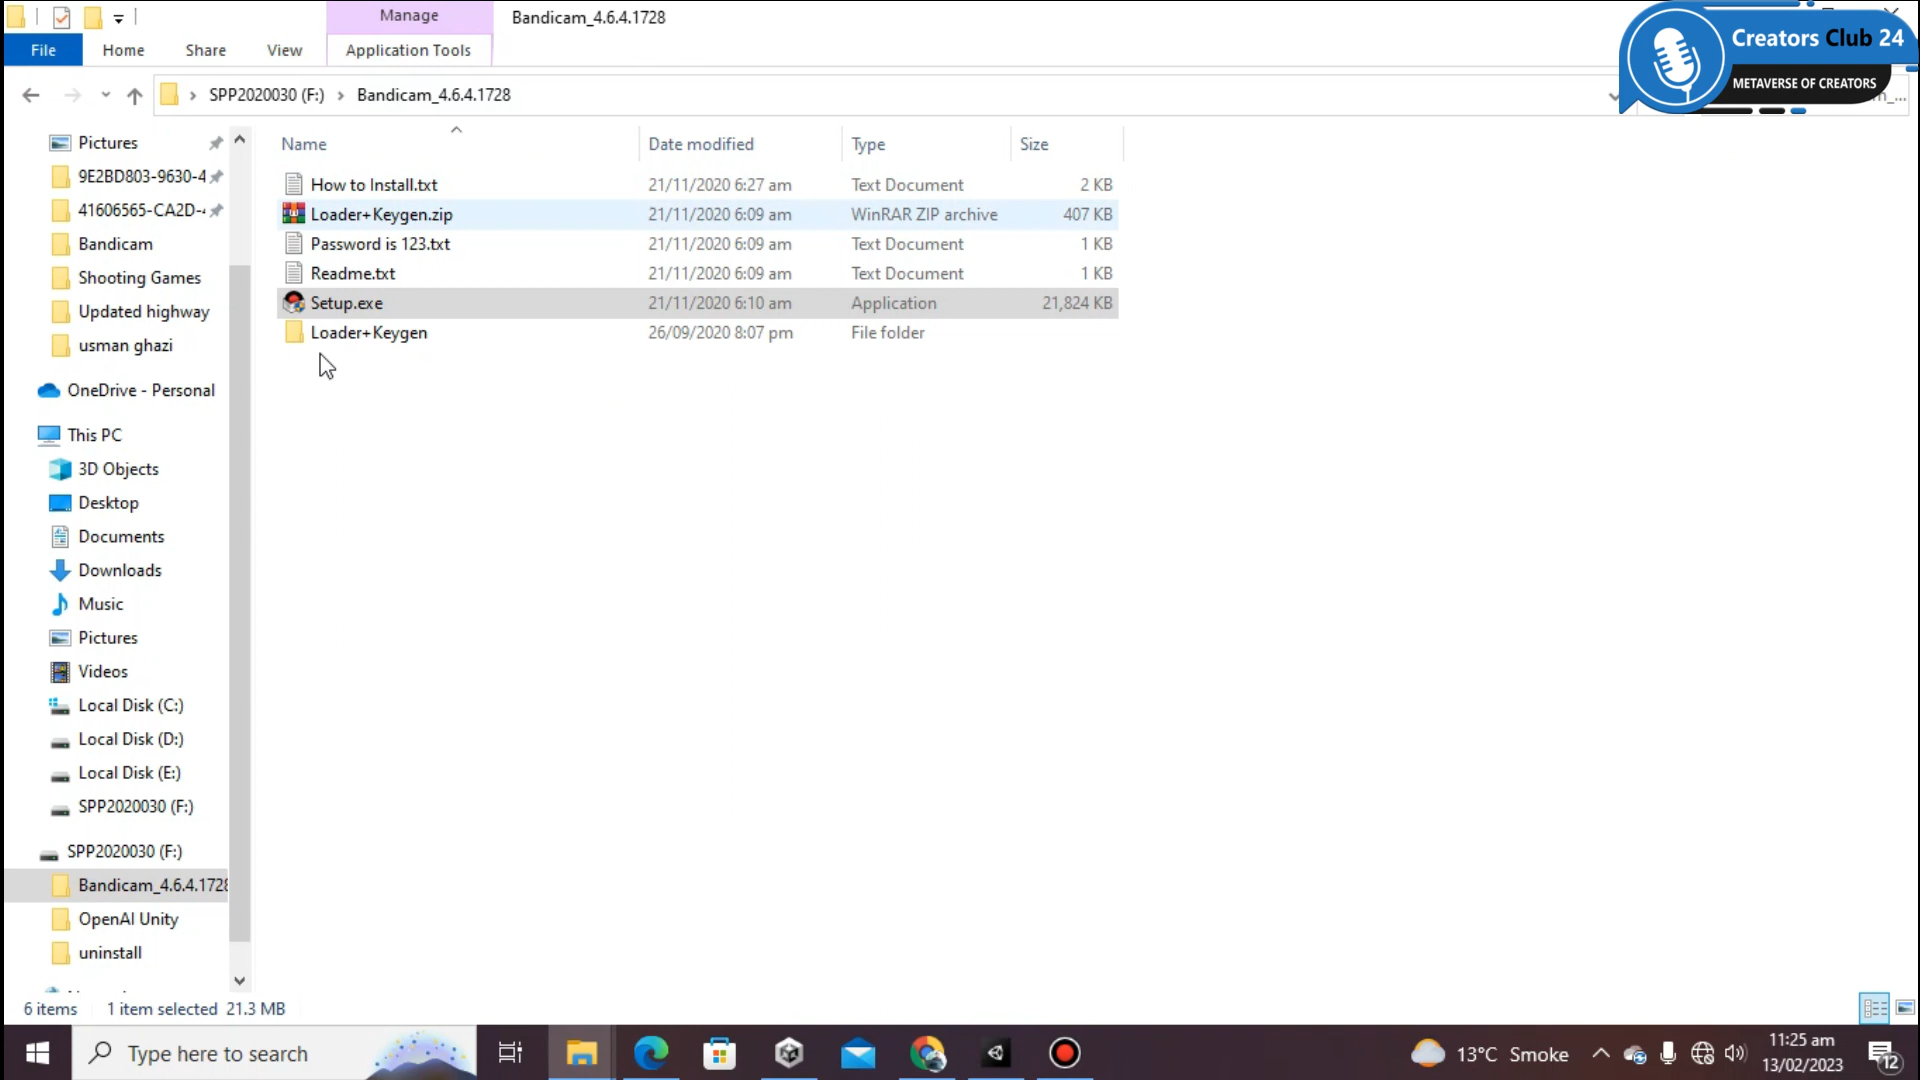 Manage
Bandicam_4.6.4.1728
Creators Club 24
METAVERSE OF CREATORS
File
Home
Share
View
Application Tools
SPP2020030 (F:)
Bandicam_4.6.4.1728
Name
Date modified
Type
Size
How to Install.txt 21/11/2020 6:27 am Text Document 2 KB
Loader+Keygen.zip 21/11/2020 6:09 am WinRAR ZIP archive 407 KB
Password is 123.txt 21/11/2020 6:09 am Text Document 1 KB
Readme.txt 21/11/2020 6:09 am Text Document 1 KB
Setup.exe 21/11/2020 6:10 am Application 21,824 KB
Loader+Keygen 26/09/2020 8:07 pm File folder
Pictures
9E2BD803-9630-4
41606565-CA2D-
Bandicam
Shooting Games
Updated highway
usman ghazi
OneDrive - Personal
This PC
3D Objects
Desktop
Documents
Downloads
Music
Pictures
Videos
Local Disk (C:)
Local Disk (D:)
Local Disk (E:)
SPP2020030 (F:)
SPP2020030 (F:)
Bandicam_4.6.4.1728
OpenAI Unity
uninstall
6 items
1 item selected 21.3 MB
Type here to search
13°C Smoke
11:25 am
13/02/2023
12